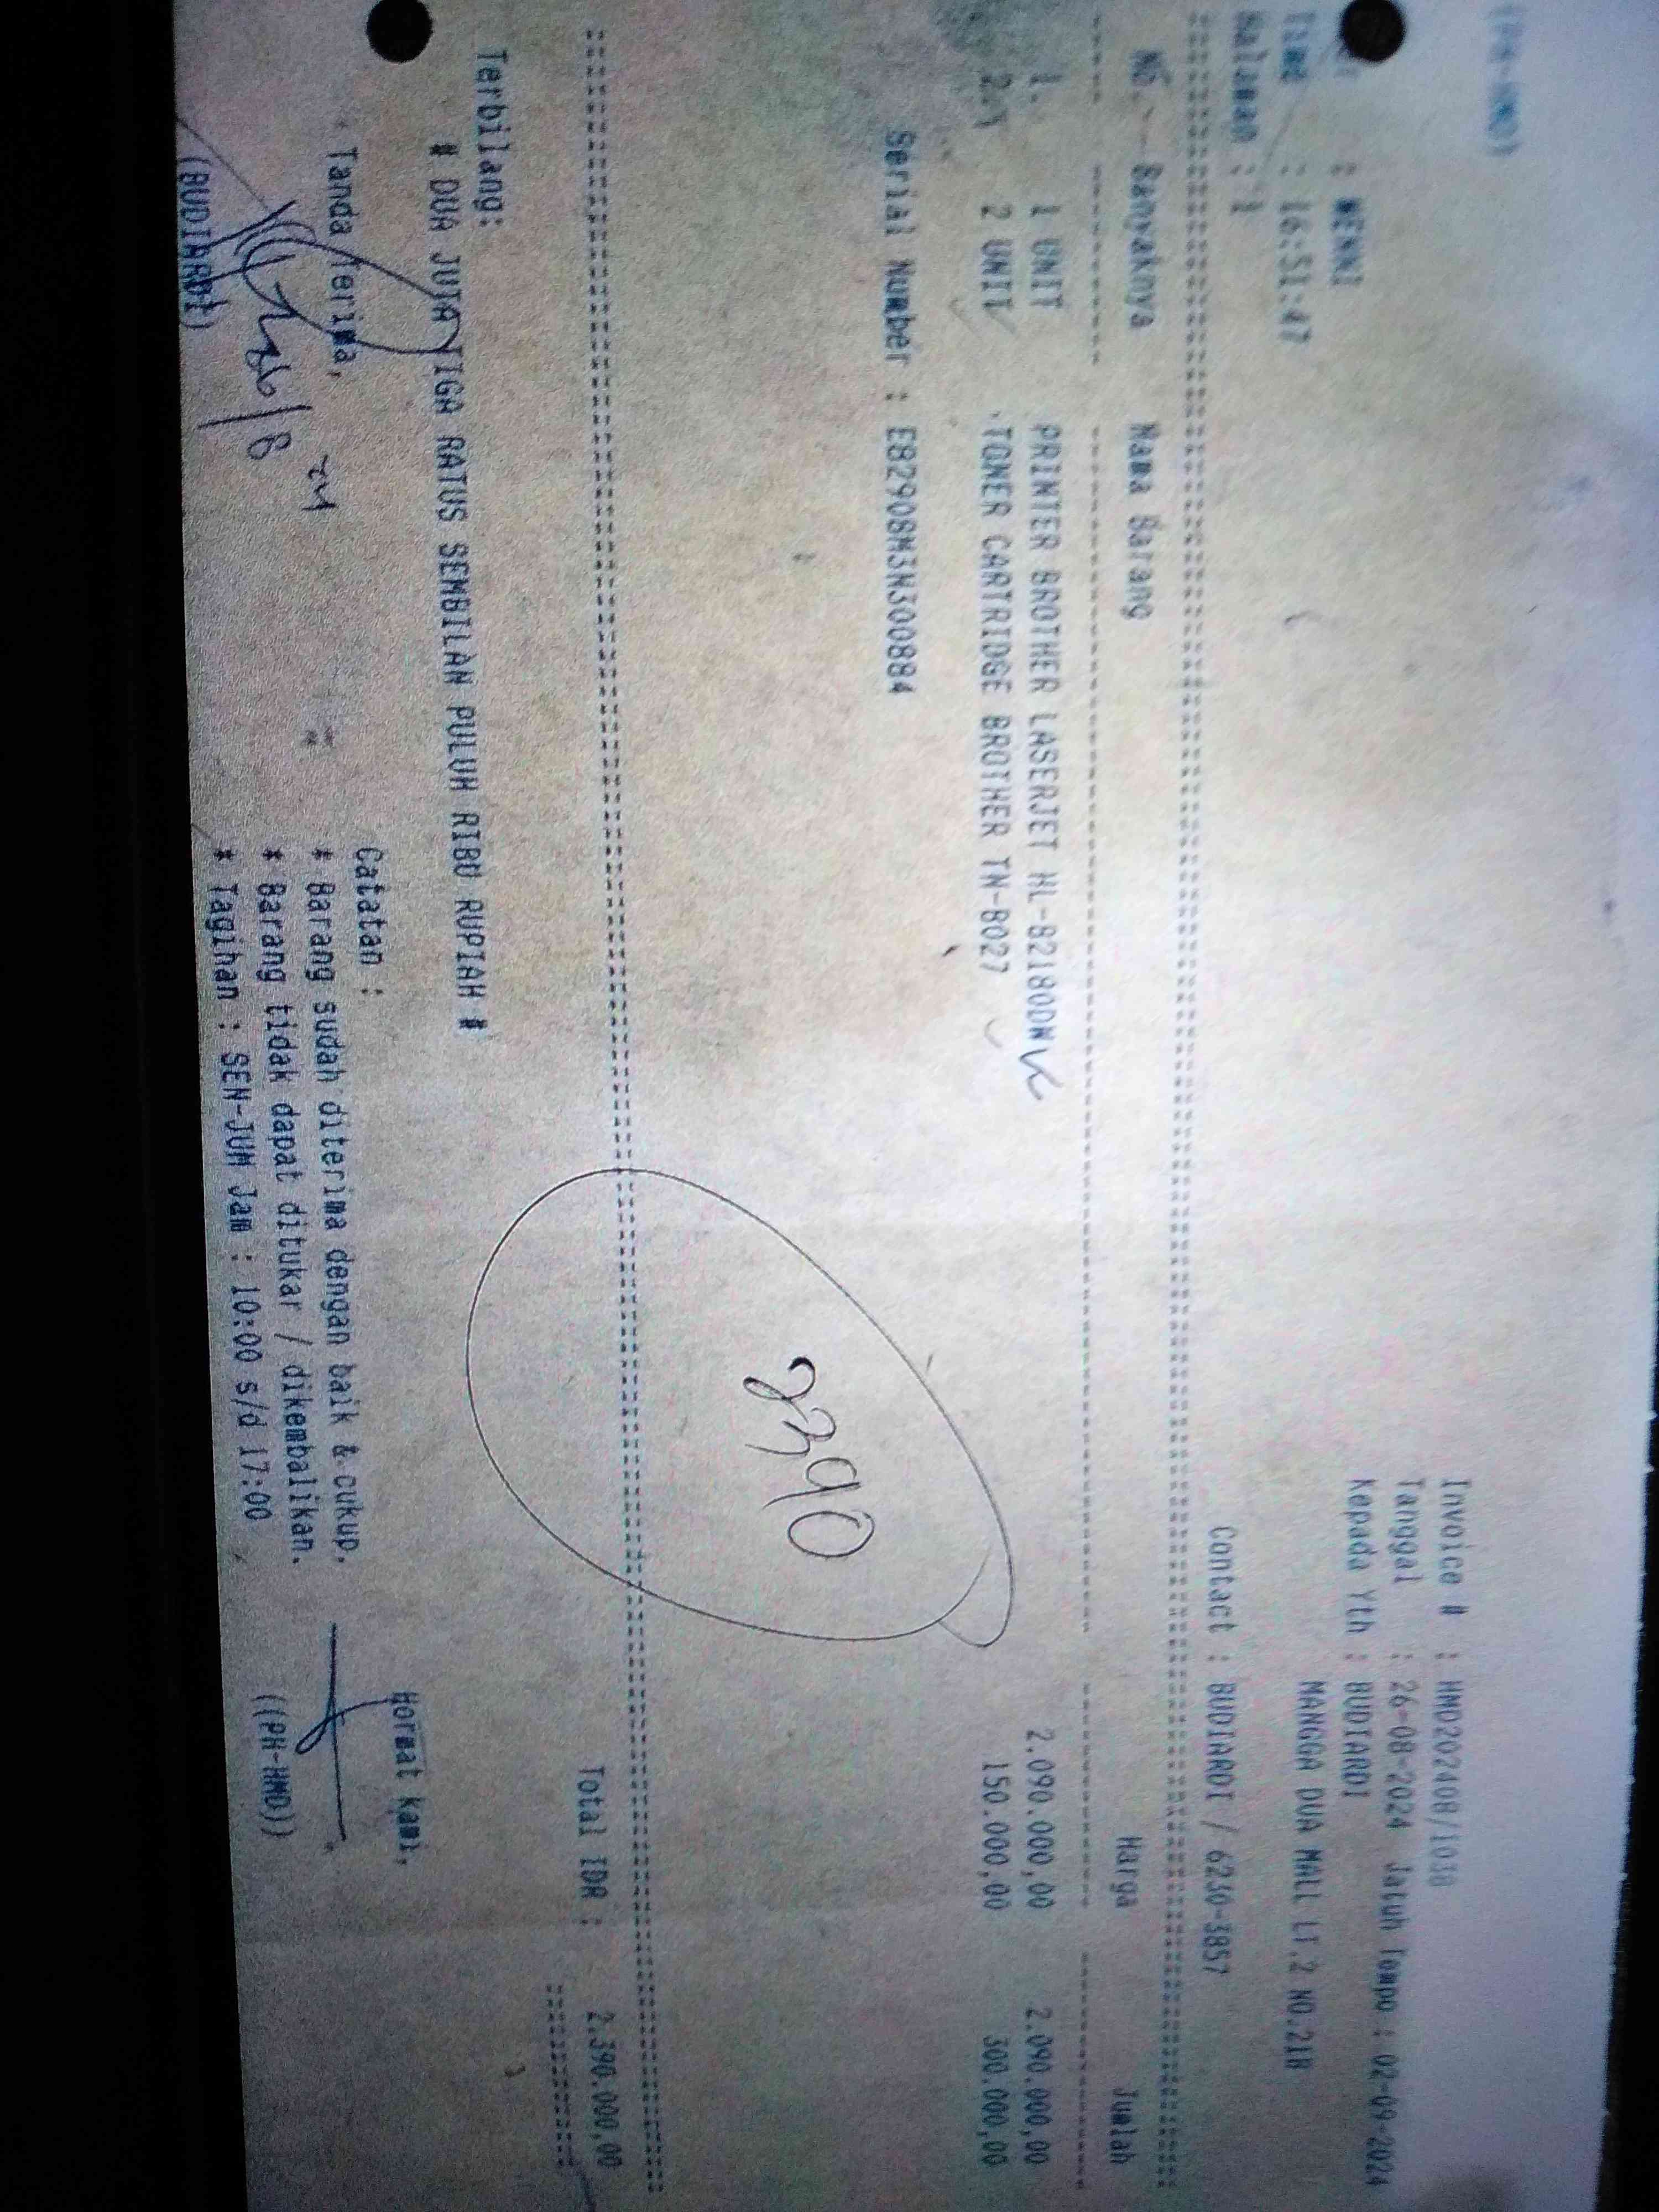 (PH-HMD)
Invoice # : HMD202408/1038
Tanggal : 26-08-2024 Jatuh Tempo : 02-09-2024
: WENNI Kepada Yth : BUDIARDI
Time : 16:51:47 MANGGA DUA MALL LT.2 NO.21B
Halaman : 1 Contact : BUDIARDI / 6230-3857
NO. Banyaknya Nama Barang Harga Jumlah
1. 1 UNIT PRINTER BROTHER LASERJET HL-B2180DW 2.090.000,00 2.090.000,00
2. 2 UNIT TONER CARTRIDGE BROTHER TN-B027 150.000,00 300.000,00
Serial Number : E82908M3N300884
2390
Total IDR : 2.390.000,00
Terbilang:
# DUA JUTA TIGA RATUS SEMBILAN PULUH RIBU RUPIAH #
Catatan : Hormat kami,
Tanda Terima, * Barang sudah diterima dengan baik & cukup.
* Barang tidak dapat ditukar / dikembalikan.
26/8 24
(BUDIARDI) * Tagihan : SEN-JUM Jam : 10:00 s/d 17:00 ((PH-HMD))